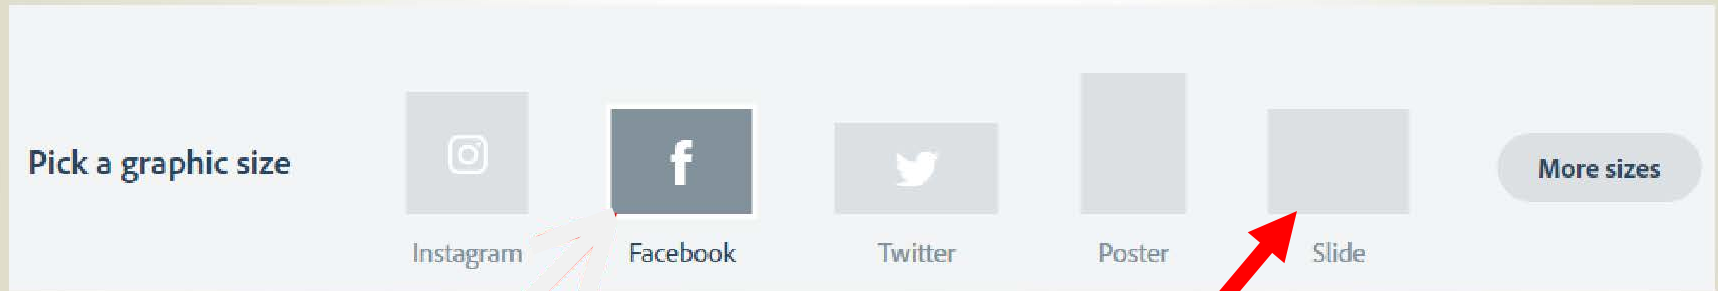 Pick a graphic size
Instagram
Facebook
Twitter
Poster
Slide
More sizes